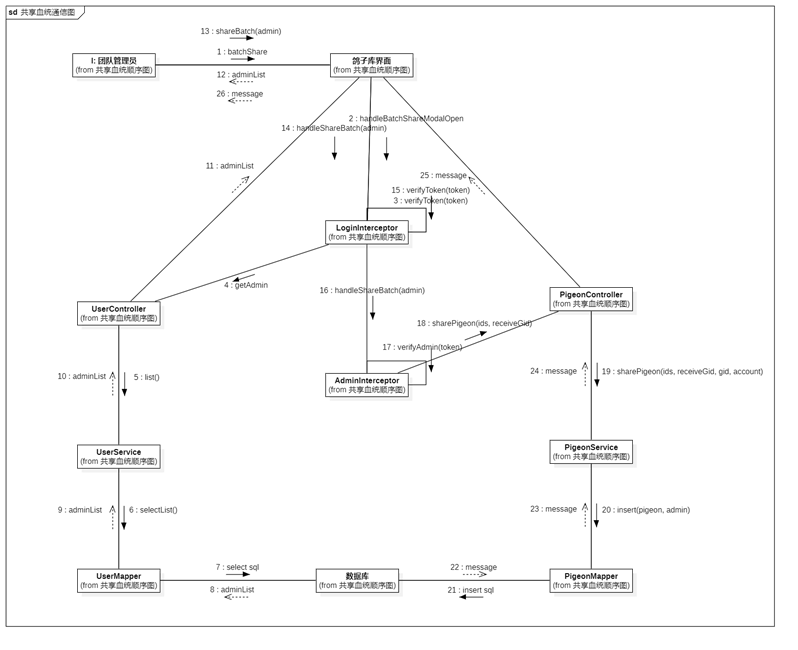 sd 共享血统通信图
13 : shareBatch(admin)
1 : batchShare
l: 团队管理员
(from 共享血统顺序图)
鸽子库界面
(from 共享血统顺序图)
12 : adminList
26 : message
2 : handleBatchShareModalOpen
14 : handleShareBatch(admin)
11 : adminList
25 : message
15 : verifyToken(token)
3 : verifyToken(token)
LoginInterceptor
(from 共享血统顺序图)
4 : getAdmin
16 : handleShareBatch(admin)
UserController
(from 共享血统顺序图)
PigeonController
(from 共享血统顺序图)
18 : sharePigeon(ids, receiveGid)
17 : verifyAdmin(token)
AdminInterceptor
(from 共享血统顺序图)
10 : adminList
5 : list()
24 : message
19 : sharePigeon(ids, receiveGid, gid, account)
UserService
(from 共享血统顺序图)
PigeonService
(from 共享血统顺序图)
9 : adminList
6 : selectList()
23 : message
20 : insert(pigeon, admin)
UserMapper
(from 共享血统顺序图)
7 : select sql
8 : adminList
数据库
(from 共享血统顺序图)
22 : message
21 : insert sql
PigeonMapper
(from 共享血统顺序图)